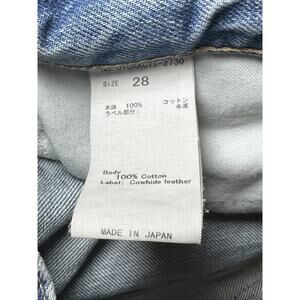 SIZE 28
本体 100% コットン
ラベル部分: 牛革
Body
100% Cotton
Label: Cowhide leather
MADE IN JAPAN